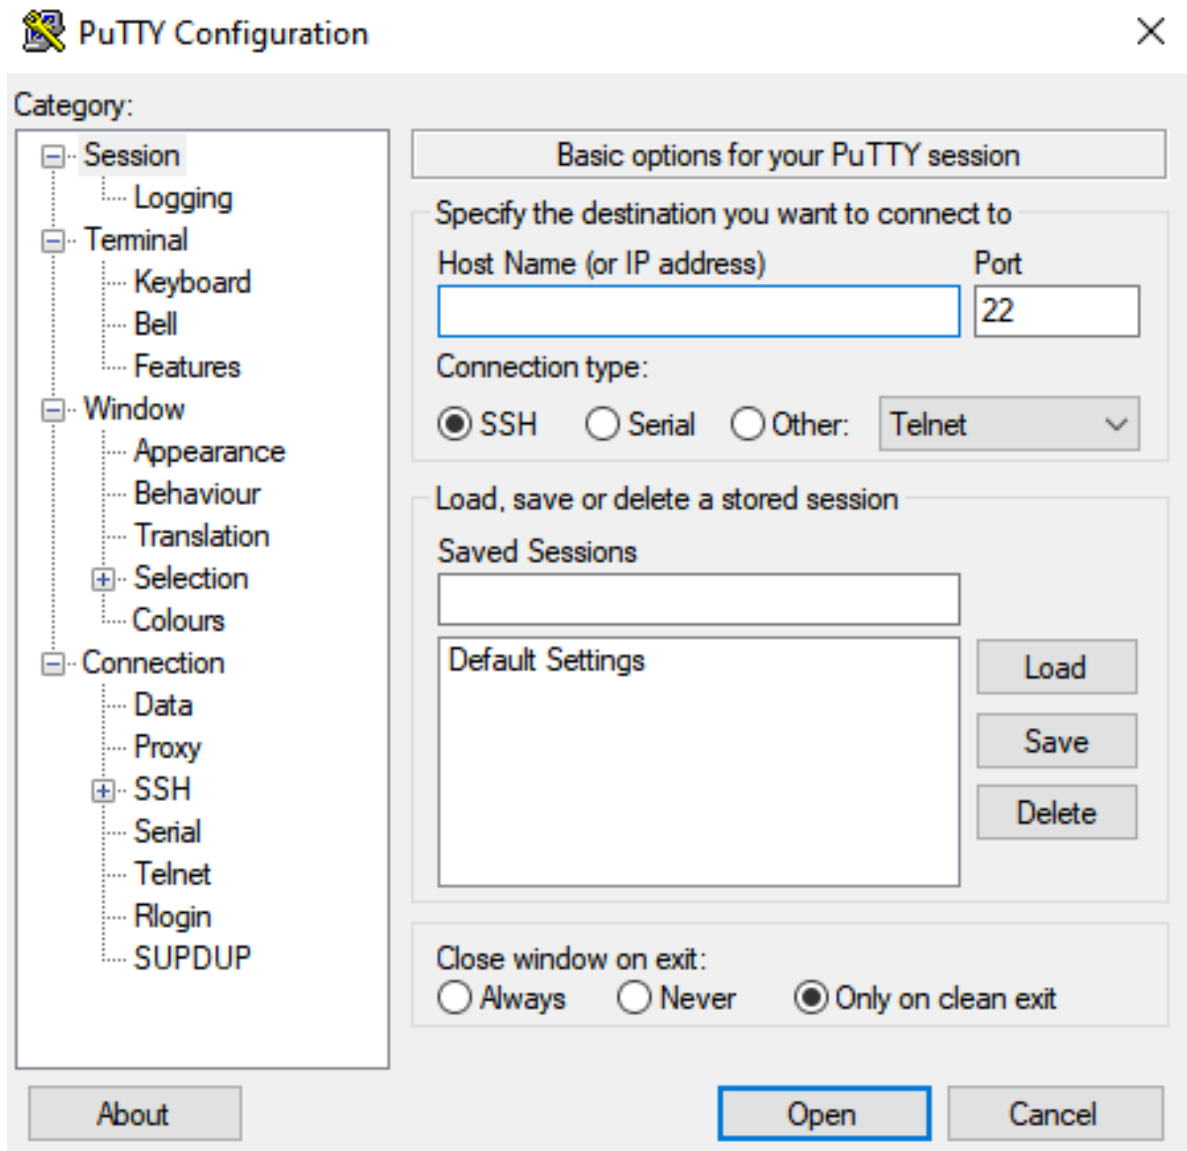 PuTTY Configuration
Category:
Session
Logging
Terminal
Keyboard
Bell
Features
Window
Appearance
Behaviour
Translation
Selection
Colours
Connection
Data
Proxy
SSH
Serial
Telnet
Rlogin
SUPDUP
Basic options for your PuTTY session
Specify the destination you want to connect to
Host Name (or IP address) Port
22
Connection type:
SSH Serial Other: Telnet
Load, save or delete a stored session
Saved Sessions
Default Settings
Load
Save
Delete
Close window on exit:
Always Never Only on clean exit
About Open Cancel